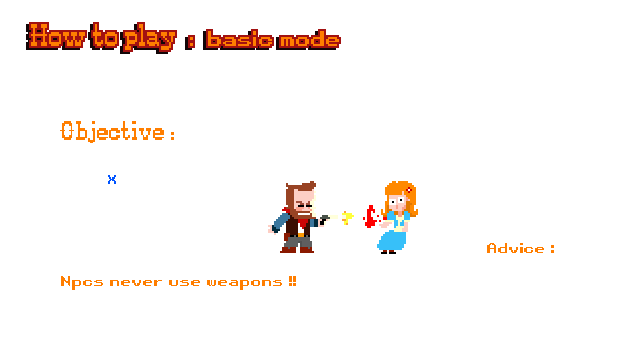 How to play : basic mode
Objective :
x
Advice :
Npcs never use weapons !!